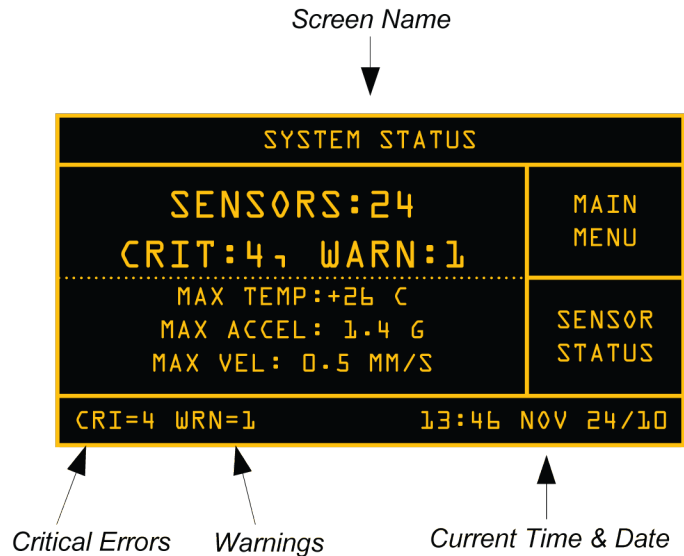 Screen Name
SYSTEM STATUS
SENSORS:24
CRIT:4, WARN:1
MAX TEMP:+26 C
MAX ACCEL: 1.4 G
MAX VEL: 0.5 MM/S
MAIN
MENU
SENSOR
STATUS
CRI=4 WRN=1
13:46 NOV 24/10
Critical Errors
Warnings
Current Time & Date